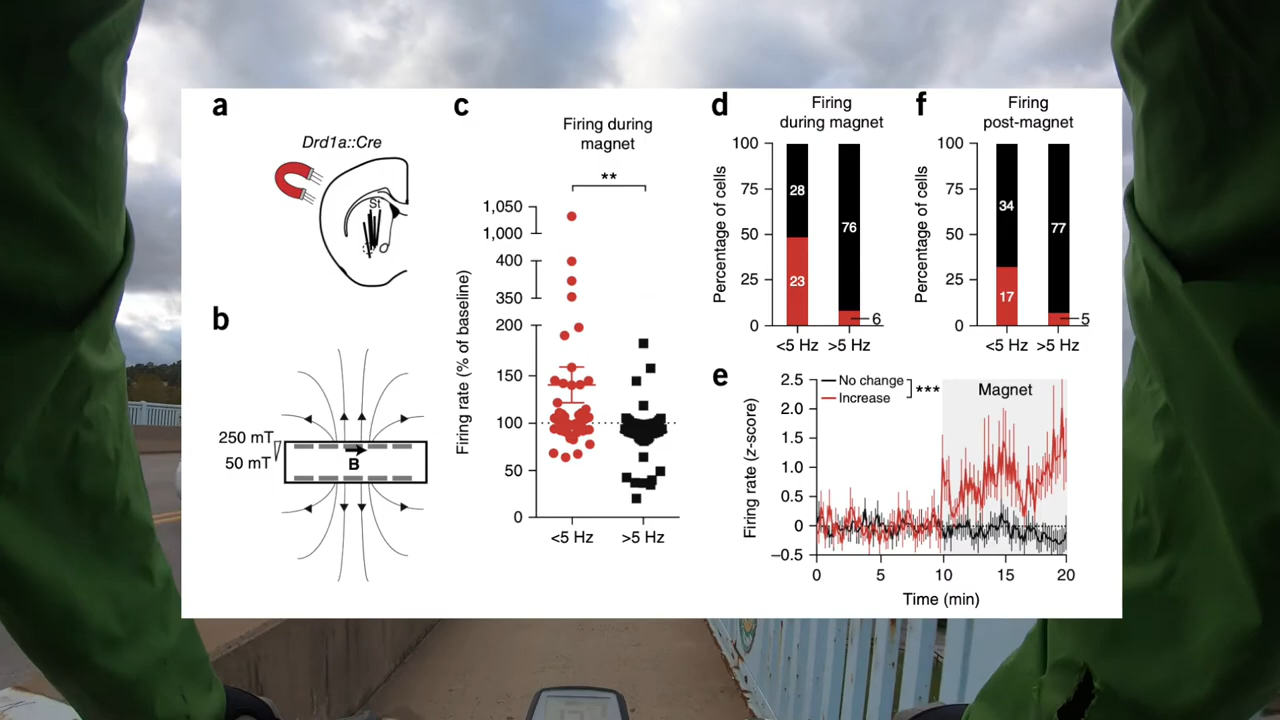 a
Drd1a::Cre
St
b
250 mT
50 mT
B
c
Firing during
magnet
**
1,050
1,000
400
350
200
150
100
50
0
Firing rate (% of baseline)
<5 Hz >5 Hz
d
Firing
during magnet
100
75
50
25
0
Percentage of cells
28
23
76
6
<5 Hz >5 Hz
f
Firing
post-magnet
100
75
50
25
0
Percentage of cells
34
17
77
5
<5 Hz >5 Hz
e
No change
Increase
***
Magnet
2.5
2.0
1.5
1.0
0.5
0
–0.5
Firing rate (z-score)
0 5 10 15 20
Time (min)